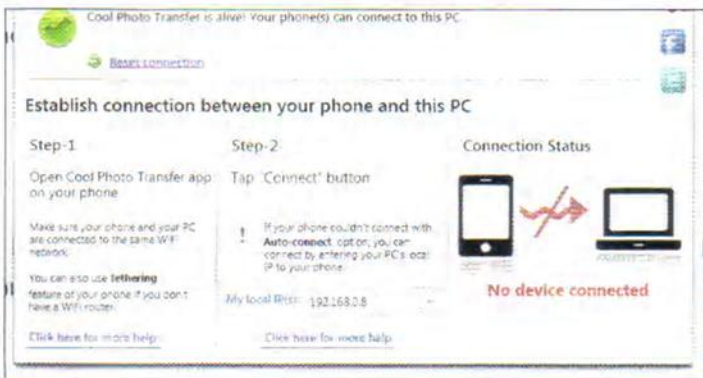 Cool Photo Transfer is alive! Your phone(s) can connect to this PC
Reset connection
Establish connection between your phone and this PC
Step-1
Open Cool Photo Transfer app
on your phone
Make sure your phone and your PC
are connected to the same WiFi
network.
You can also use tethering
feature of your phone if you don't
have a WiFi router.
Click here for more help
Step-2
Tap "Connect" button
! If your phone couldn't connect with
Auto-connect option, you can
connect by entering your PC's local
IP to your phone.
My local IP(s): 192.168.0.8
Click here for more help
Connection Status
No device connected